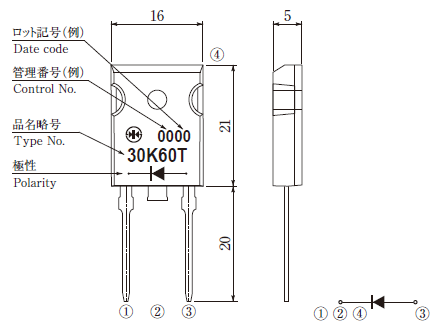 16
5
ロット記号(例)
Date code
④
管理番号(例)
Control No.
品名略号
Type No.
0000
30K60T
21
極性
Polarity
20
① ② ③
① ② ④ ③